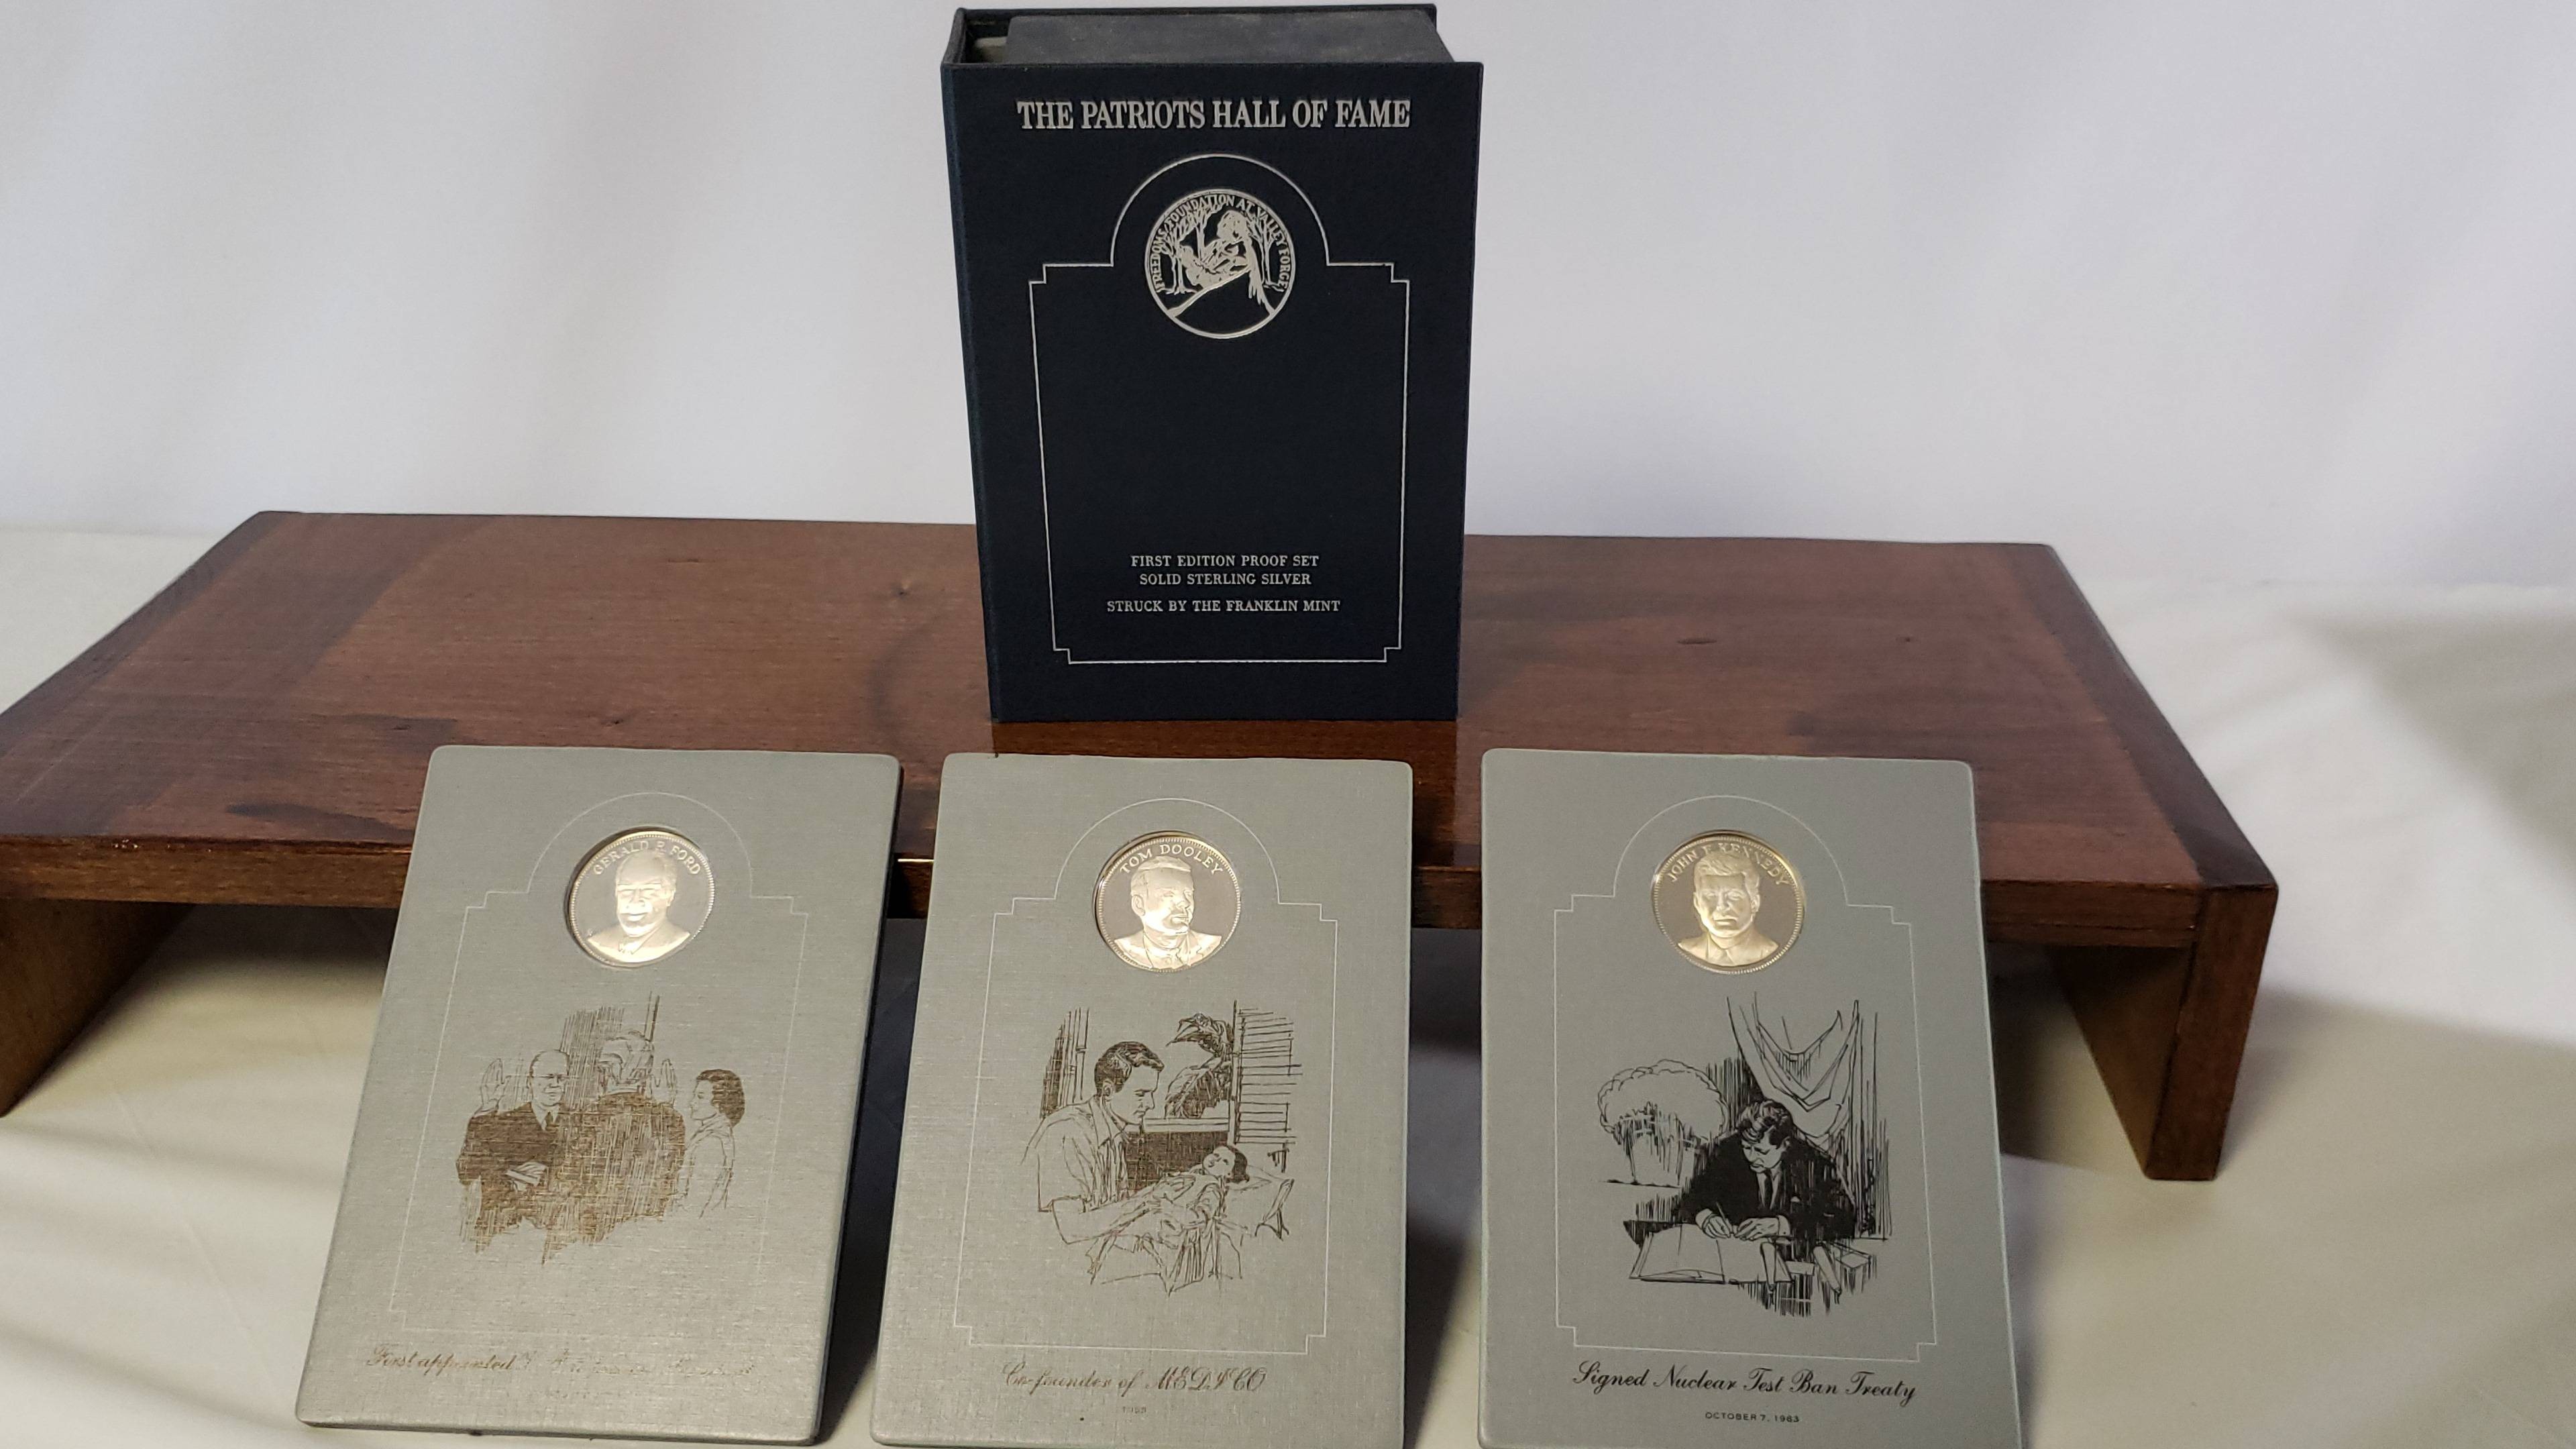 THE PATRIOTS HALL OF FAME
FREEDOMS FOUNDATION AT VALLEY FORGE
FIRST EDITION PROOF SET
SOLID STERLING SILVER
STRUCK BY THE FRANKLIN MINT
GERALD R. FORD
First appointed
TOM DOOLEY
Co-founder of MEDICO
JOHN F. KENNEDY
Signed Nuclear Test Ban Treaty
OCTOBER 7, 1963